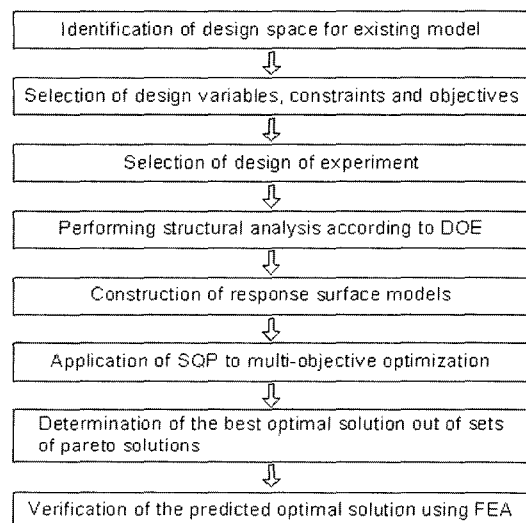 Identification of design space for existing model
Selection of design variables, constraints and objectives
Selection of design of experiment
Performing structural analysis according to DOE
Construction of response surface models
Application of SQP to multi-objective optimization
Determination of the best optimal solution out of sets
of pareto solutions
Verification of the predicted optimal solution using FEA